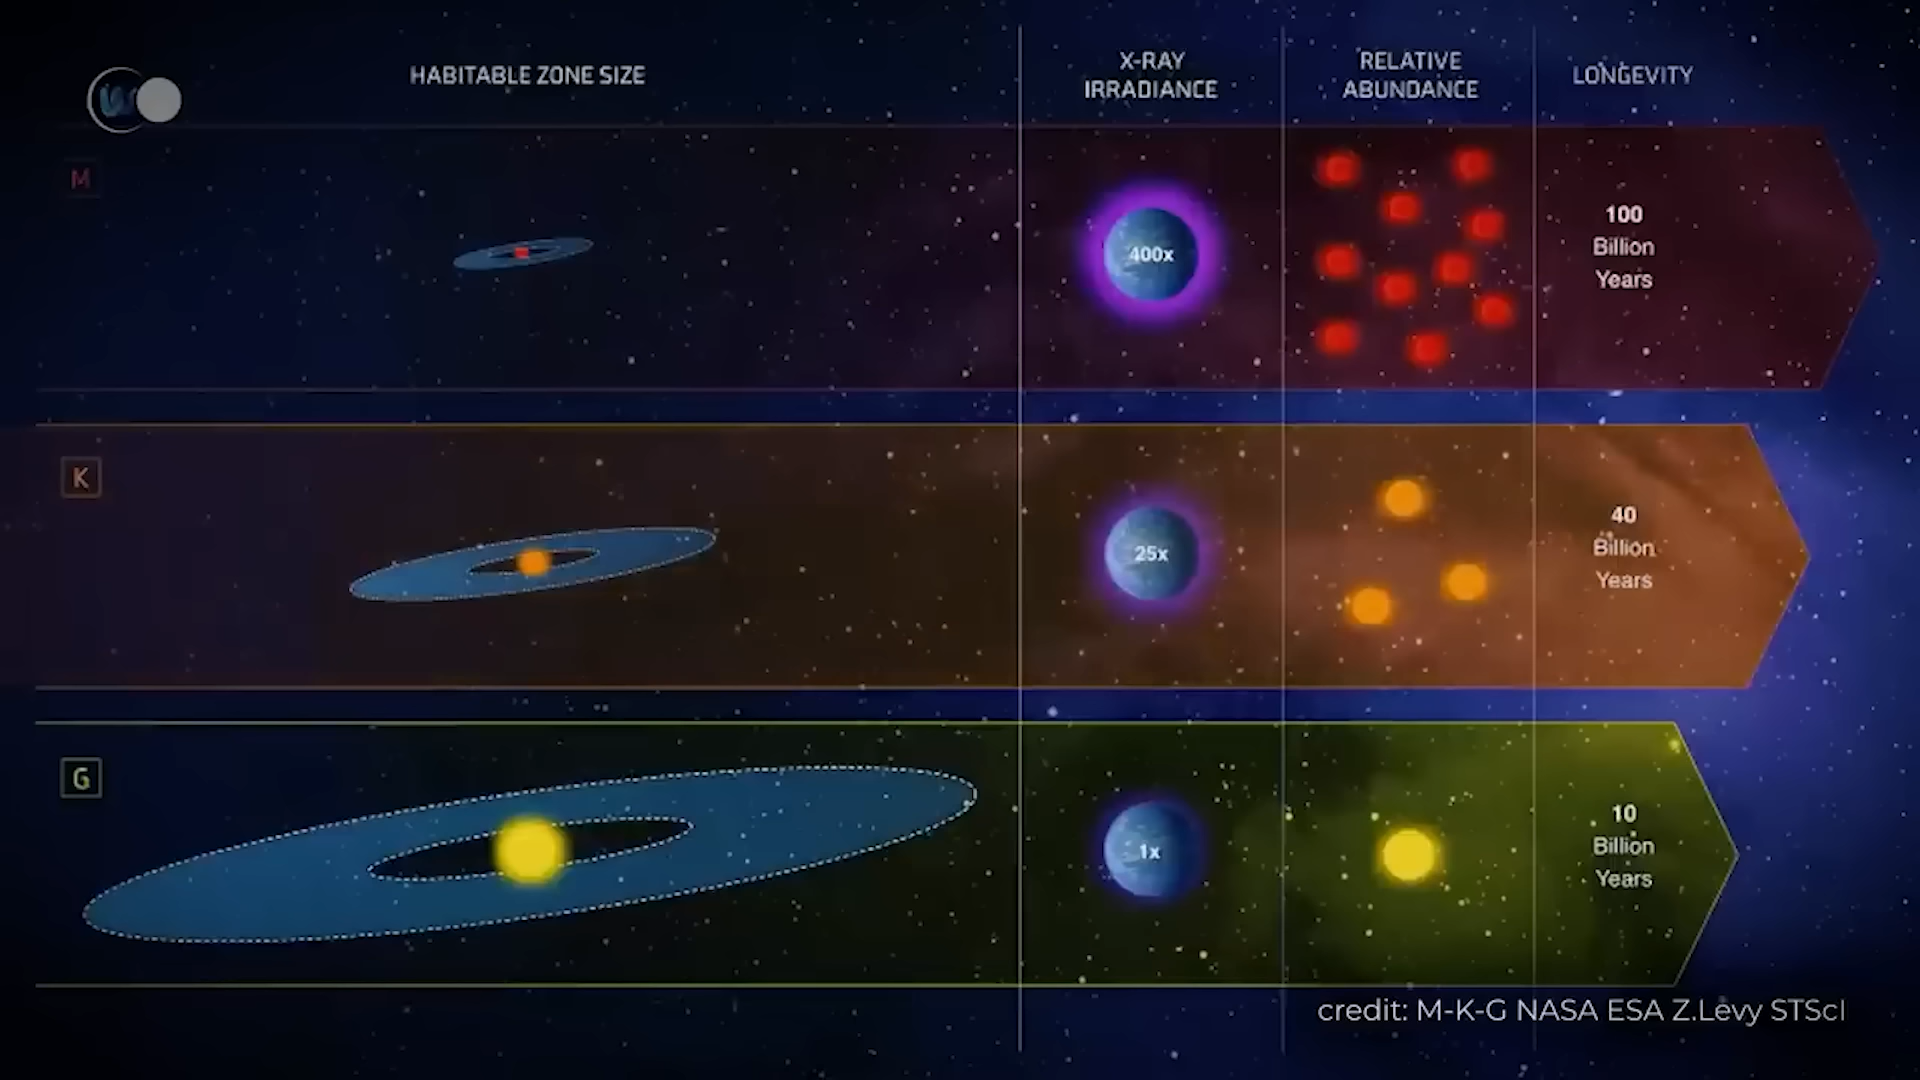 HABITABLE ZONE SIZE
X-RAY
IRRADIANCE
RELATIVE
ABUNDANCE
LONGEVITY
M
400x
100
Billion
Years
K
25x
40
Billion
Years
G
1x
10
Billion
Years
credit: M-K-G NASA ESA Z.Levy STScI